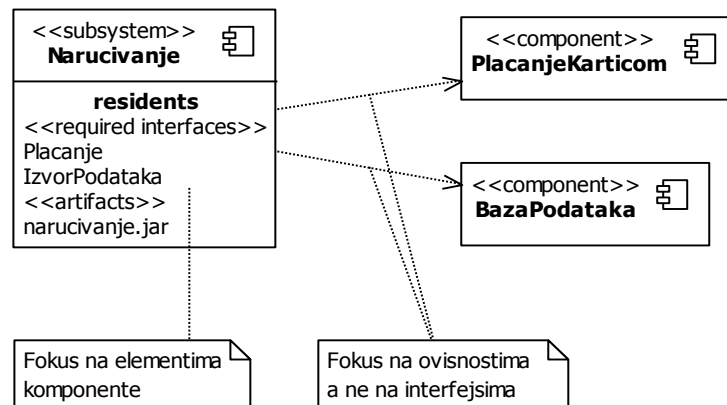 <<subsystem>>
Narucivanje
residents
<<required interfaces>>
Placanje
IzvorPodataka
<<artifacts>>
narucivanje.jar
<<component>>
PlacanjeKarticom
<<component>>
BazaPodataka
Fokus na elementima
komponente
Fokus na ovisnostima
a ne na interfejsima